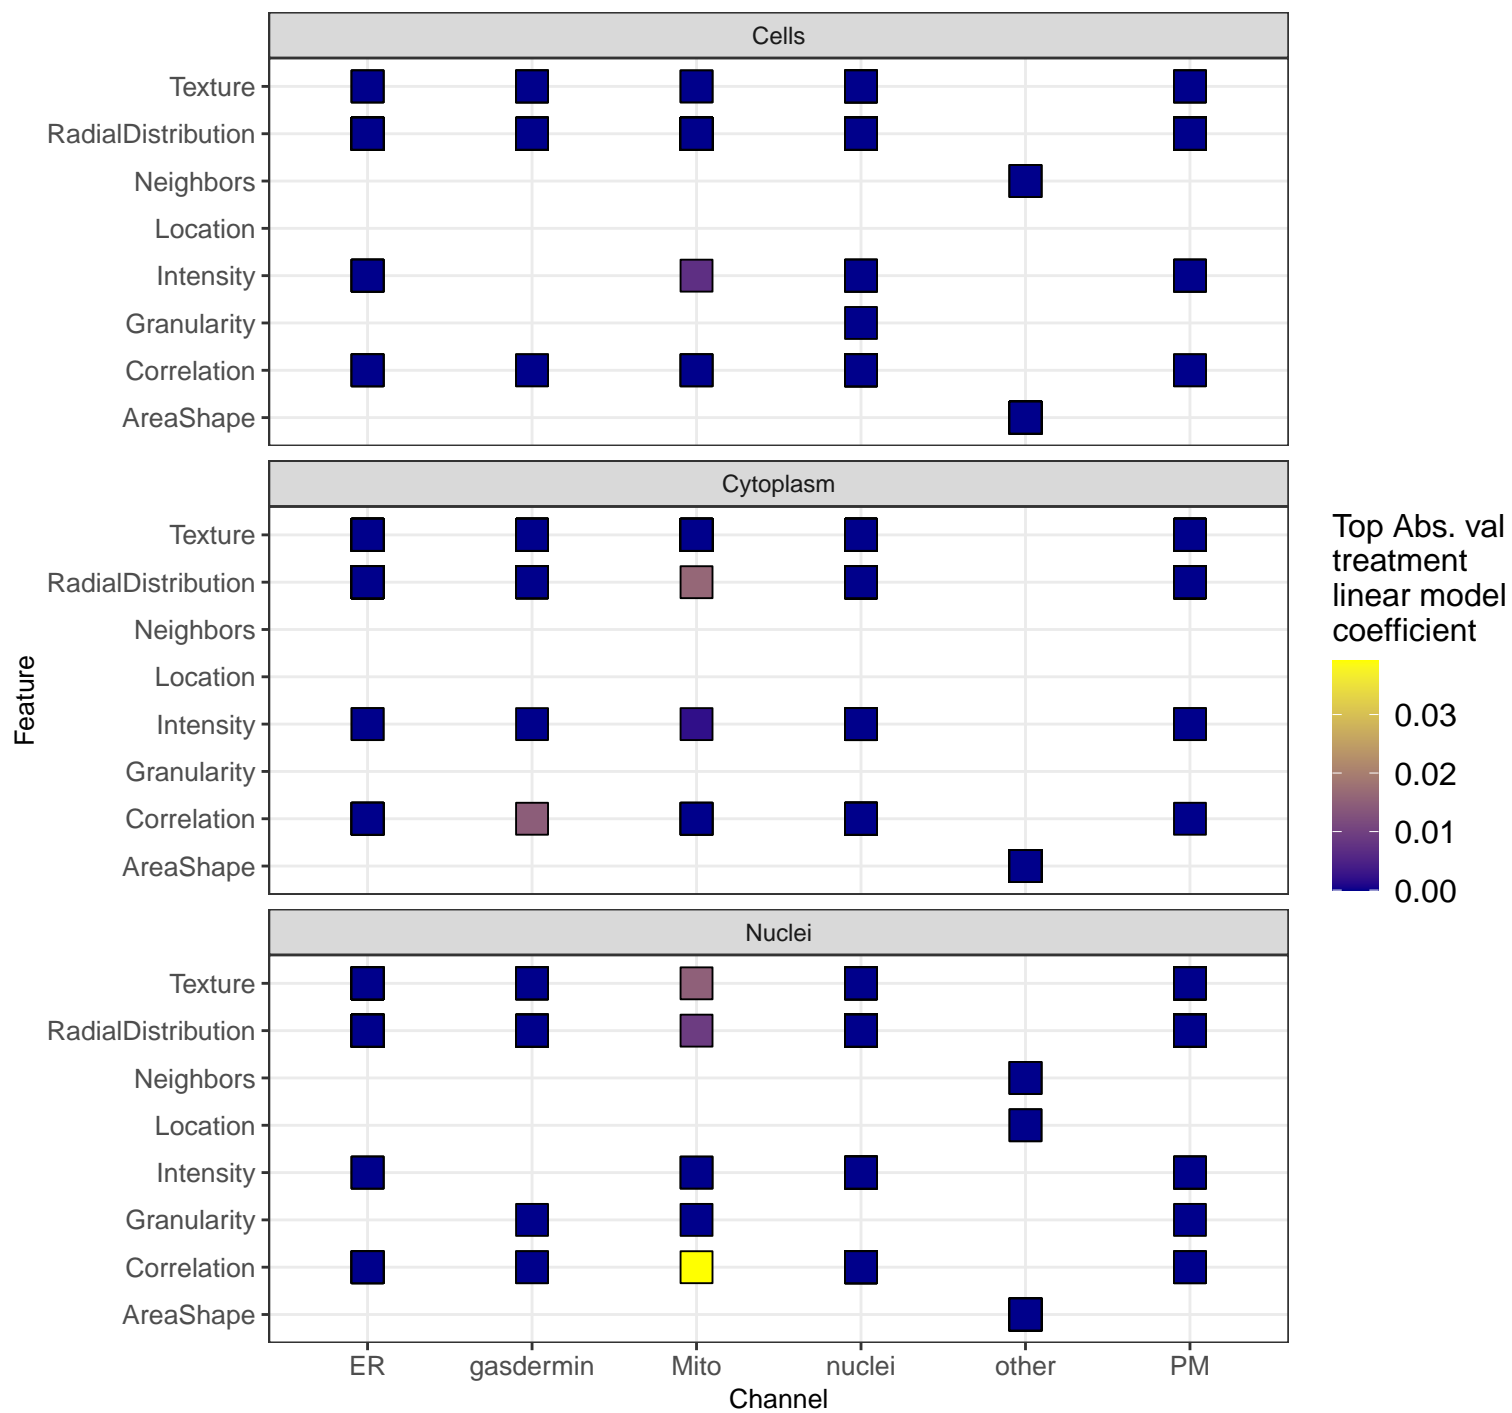 Cells
Texture
RadialDistribution
Neighbors
Location
Intensity
Granularity
Correlation
AreaShape
Cytoplasm
Texture
RadialDistribution
Neighbors
Location
Intensity
Granularity
Correlation
AreaShape
Nuclei
Texture
RadialDistribution
Neighbors
Location
Intensity
Granularity
Correlation
AreaShape
Feature
ER gasdermin Mito nuclei other PM
Channel
Top Abs. val
treatment
linear model
coefficient
0.03
0.02
0.01
0.00